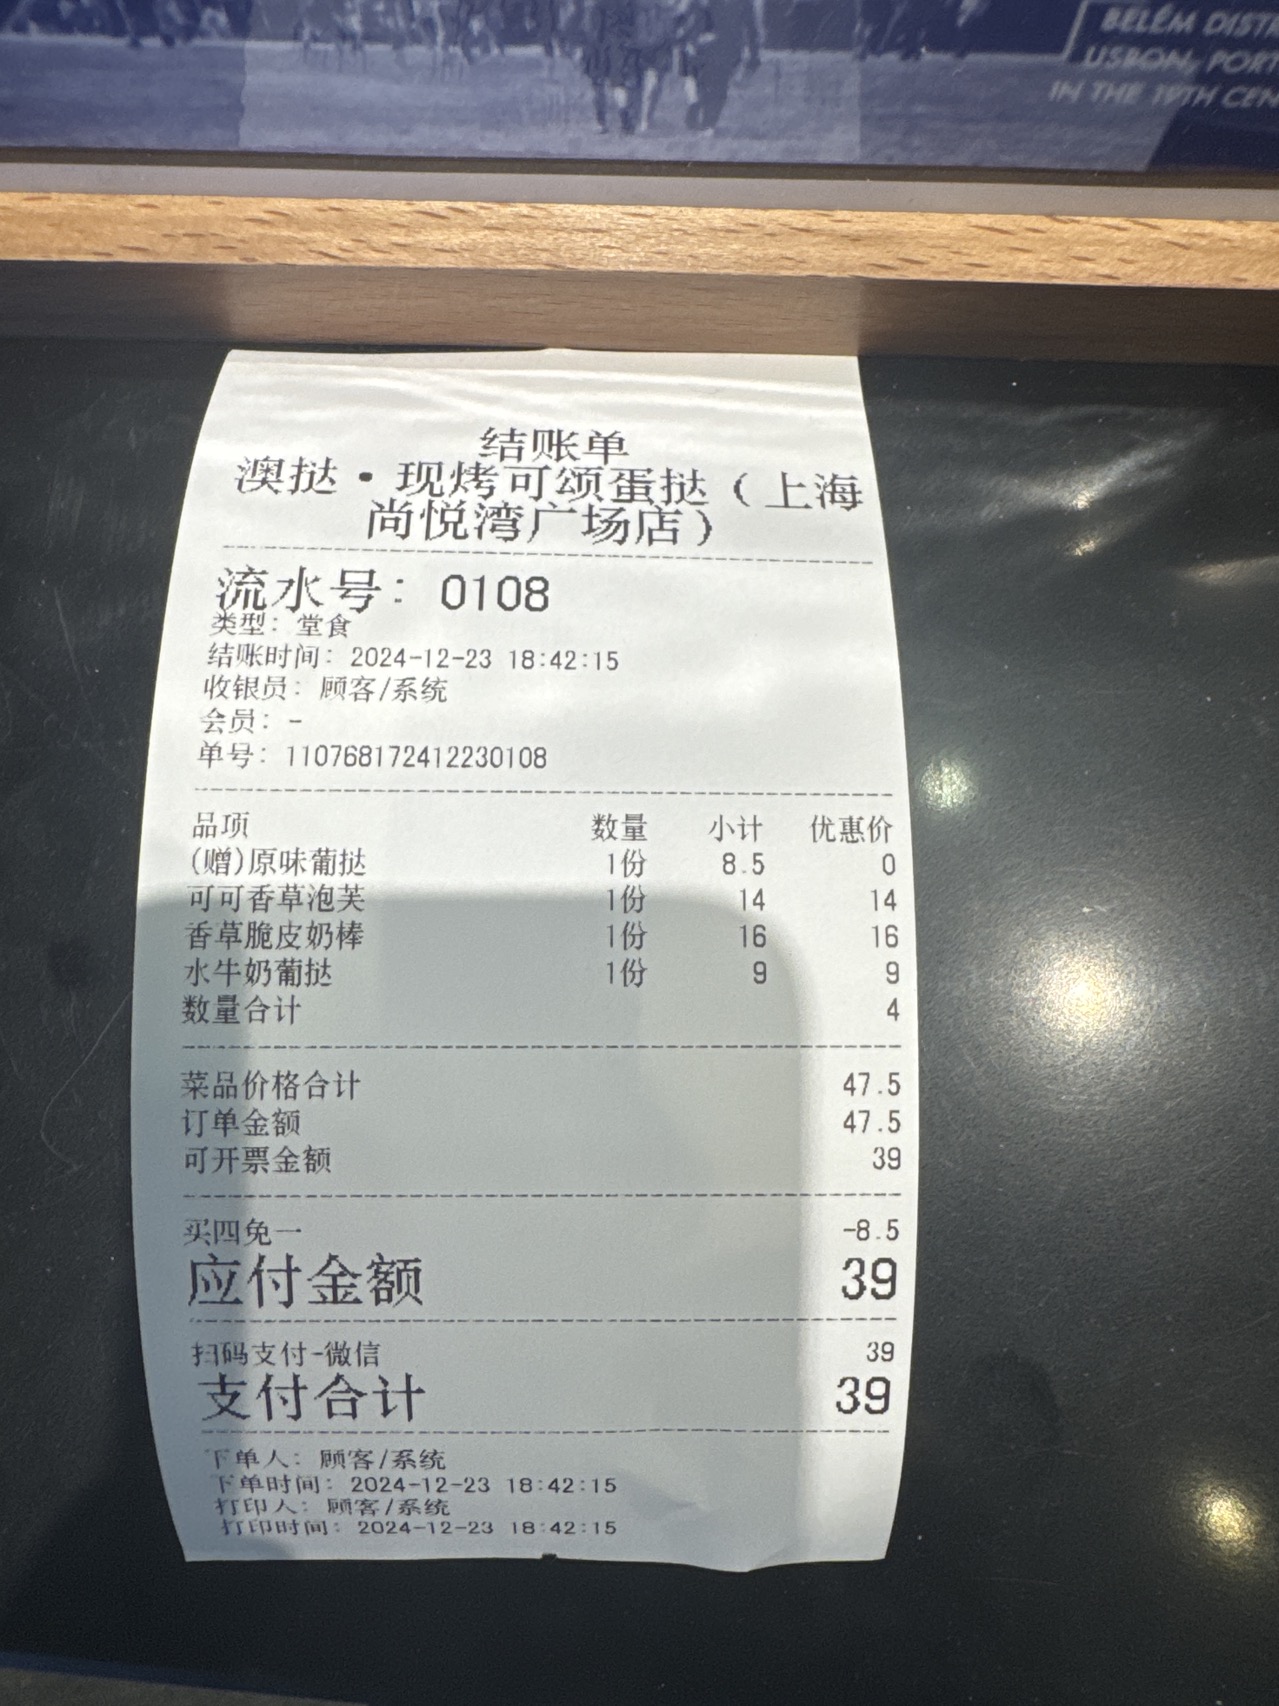 BELÉM DIST
LISBON, PORT
IN THE 19TH CEN
结账单
澳挞·现烤可颂蛋挞（上海
尚悦湾广场店）
流水号：0108
类型：堂食
结账时间：2024-12-23 18:42:15
收银员：顾客/系统
会员：-
单号：110768172412230108
品项 数量 小计 优惠价
(赠)原味葡挞 1份 8.5 0
可可香草泡芙 1份 14 14
香草脆皮奶棒 1份 16 16
水牛奶葡挞 1份 9 9
数量合计 4
菜品价格合计 47.5
订单金额 47.5
可开票金额 39
买四免一 -8.5
应付金额 39
扫码支付-微信 39
支付合计 39
下单人：顾客/系统
下单时间：2024-12-23 18:42:15
打印人：顾客/系统
打印时间：2024-12-23 18:42:15